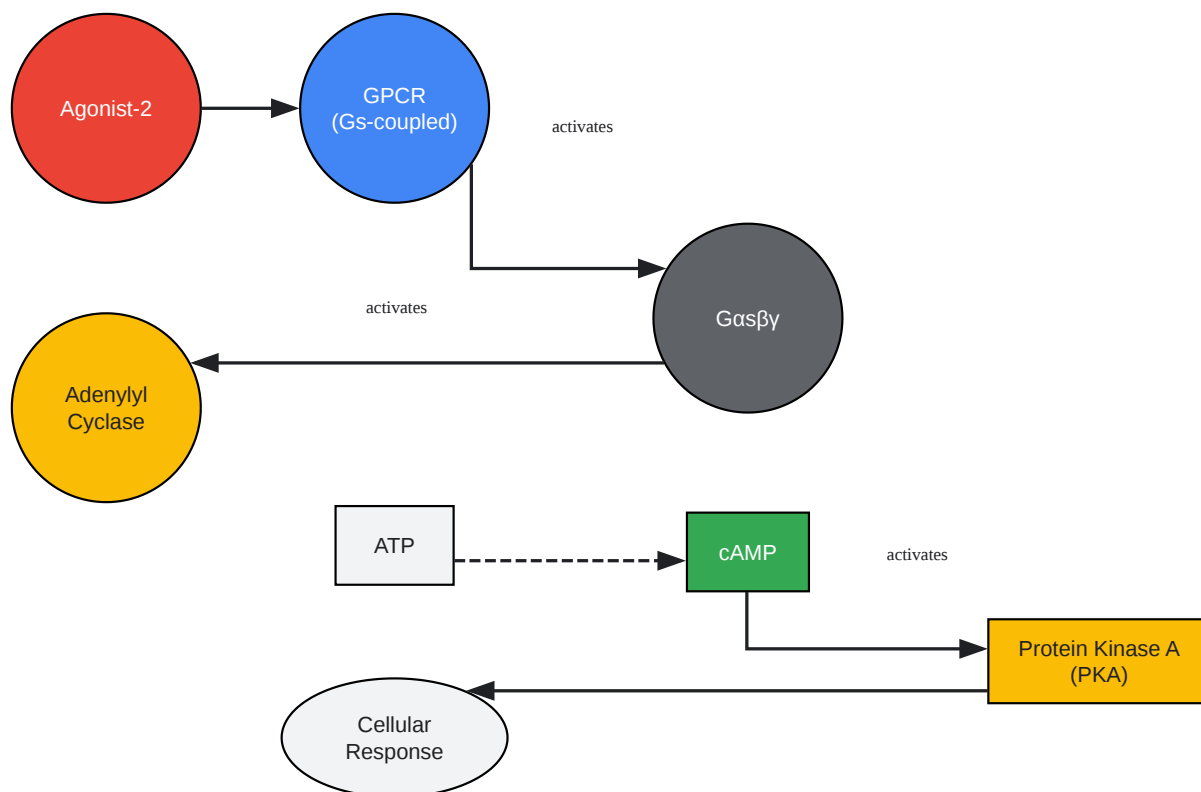 Agonist-2
GPCR
(Gs-coupled)
activates
Gαsβγ
activates
Adenylyl
Cyclase
ATP
cAMP
activates
Protein Kinase A
(PKA)
Cellular
Response